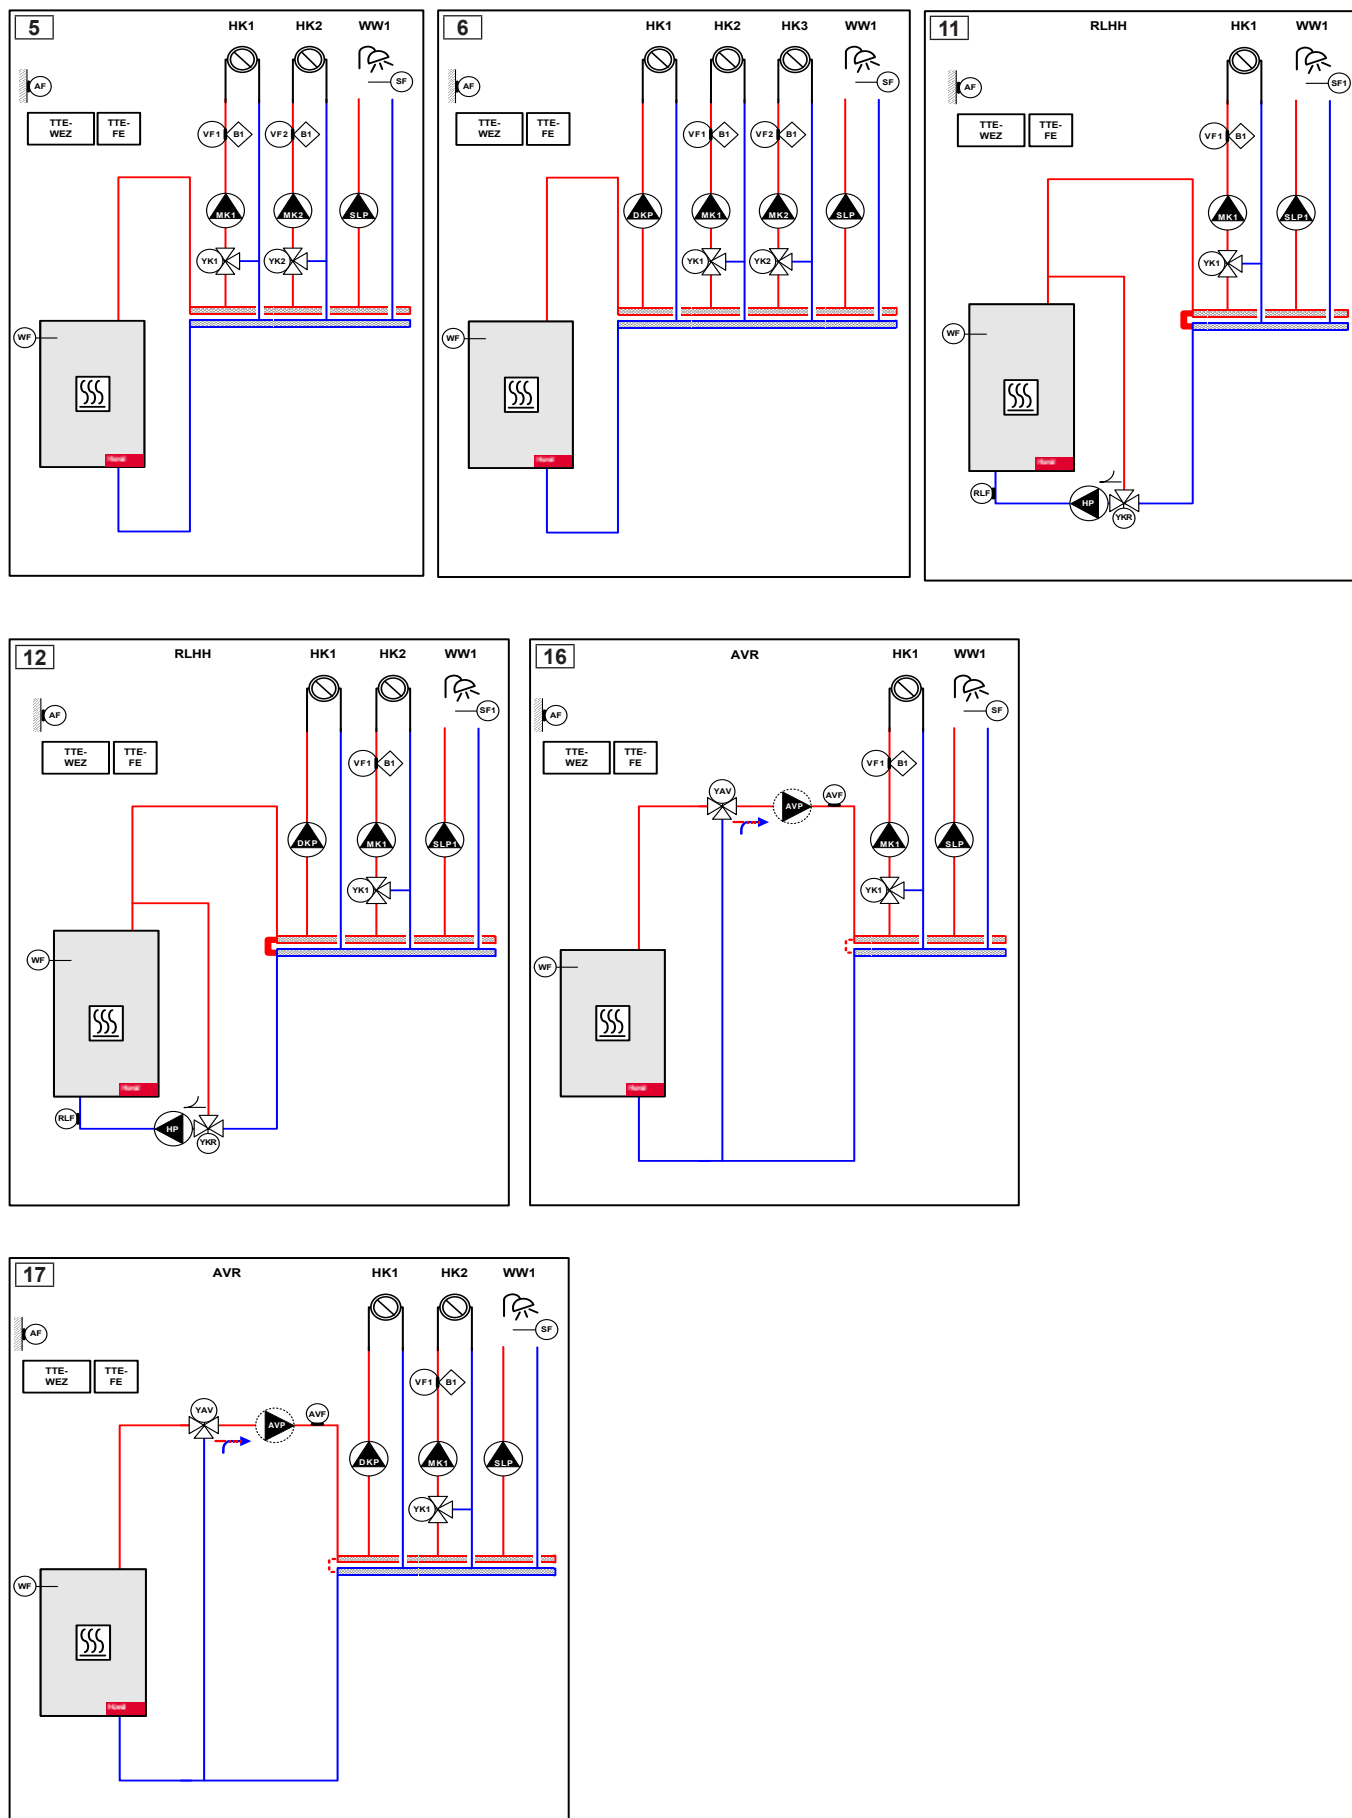 5 HK1 HK2 WW1
AF SF
TTE-WEZ TTE-FE
VF1 B1 VF2 B1
MK1 MK2 SLP
YK1 YK2
WF
6 HK1 HK2 HK3 WW1
AF SF
TTE-WEZ TTE-FE
VF1 B1 VF2 B1
DKP MK1 MK2 SLP
YK1 YK2
WF
11 RLHH HK1 WW1
AF SF1
TTE-WEZ TTE-FE
VF1 B1
MK1 SLP1
YK1
WF
RLF HP
YKR
12 RLHH HK1 HK2 WW1
AF SF1
TTE-WEZ TTE-FE
VF1 B1
DKP MK1 SLP1
YK1
WF
RLF HP
YKR
16 AVR HK1 WW1
AF SF
TTE-WEZ TTE-FE
VF1 B1
YAV AVP AVF
MK1 SLP
YK1
WF
17 AVR HK1 HK2 WW1
AF SF
TTE-WEZ TTE-FE
VF1 B1
YAV AVP AVF
DKP MK1 SLP
YK1
WF